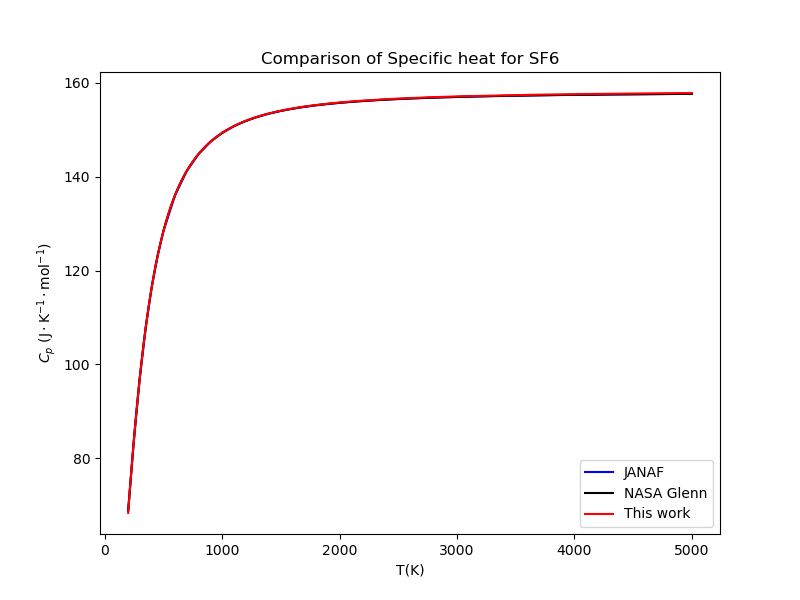 Comparison of Specific heat for SF6
160
140
120
100
80
$C_p$ (J · K$^{-1}$ · mol$^{-1}$)
0 1000 2000 3000 4000 5000
T(K)
JANAF
NASA Glenn
This work